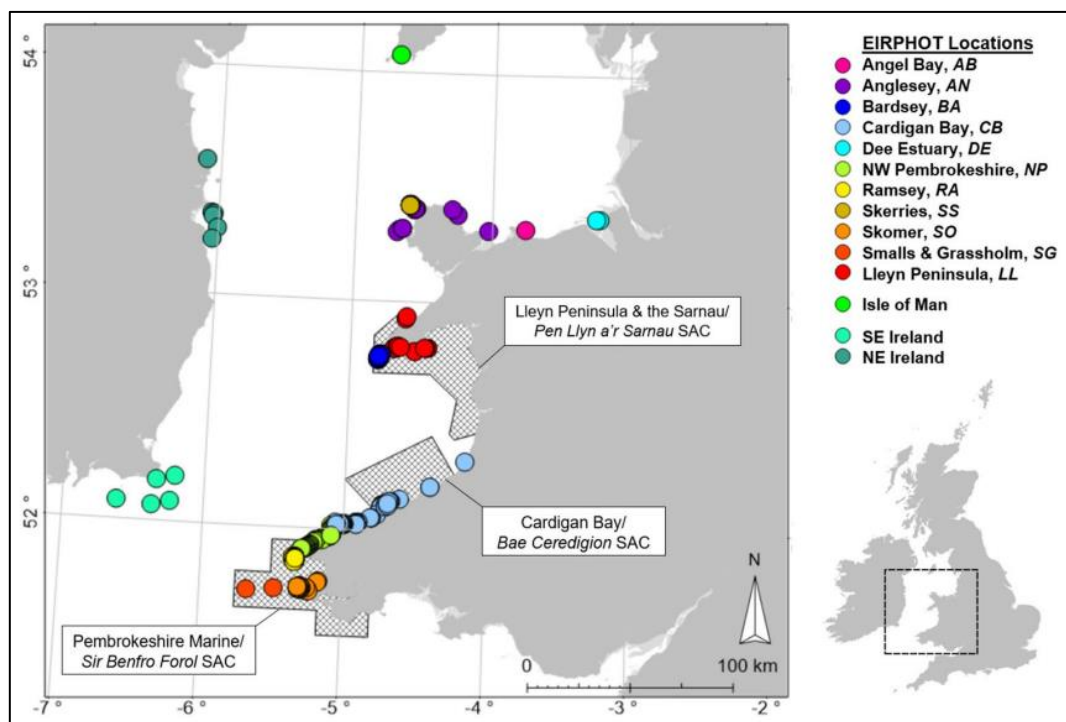 54°
53°
52°
-7°
-6°
-5°
-4°
-3°
-2°
Lleyn Peninsula & the Sarnau/
Pen Llyn a'r Sarnau SAC
Cardigan Bay/
Bae Ceredigion SAC
Pembrokeshire Marine/
Sir Benfro Forol SAC
N
0
100 km
EIRPHOT Locations
Angel Bay, AB
Anglesey, AN
Bardsey, BA
Cardigan Bay, CB
Dee Estuary, DE
NW Pembrokeshire, NP
Ramsey, RA
Skerries, SS
Skomer, SO
Smalls & Grassholm, SG
Lleyn Peninsula, LL
Isle of Man
SE Ireland
NE Ireland